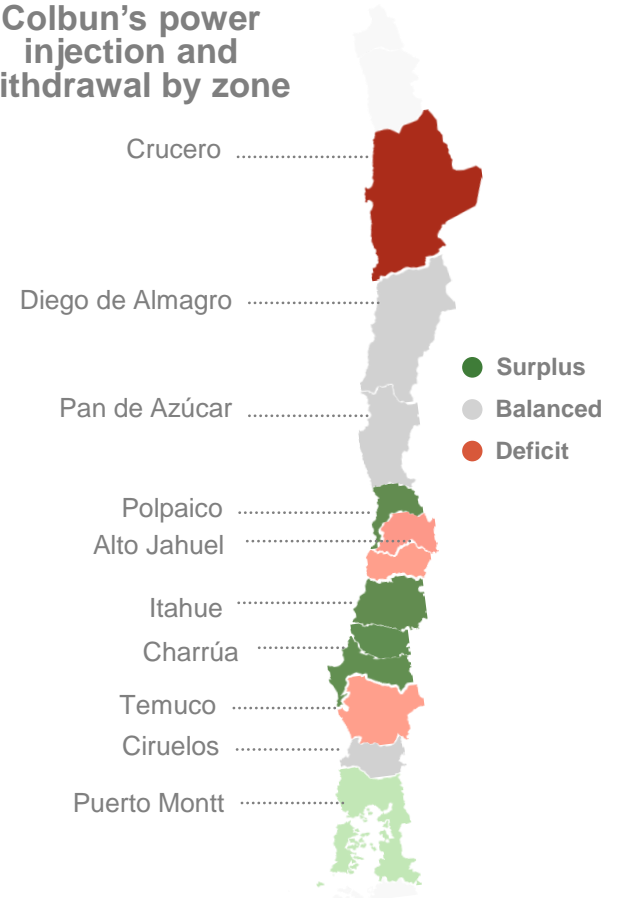 Colbun's power
injection and
ithdrawal by zone
Crucero
Diego de Almagro
Surplus
Pan de Azúcar
Balanced
Deficit
Polpaico
Alto Jahuel
Itahue
Charrúa
Temuco
Ciruelos
Puerto Montt